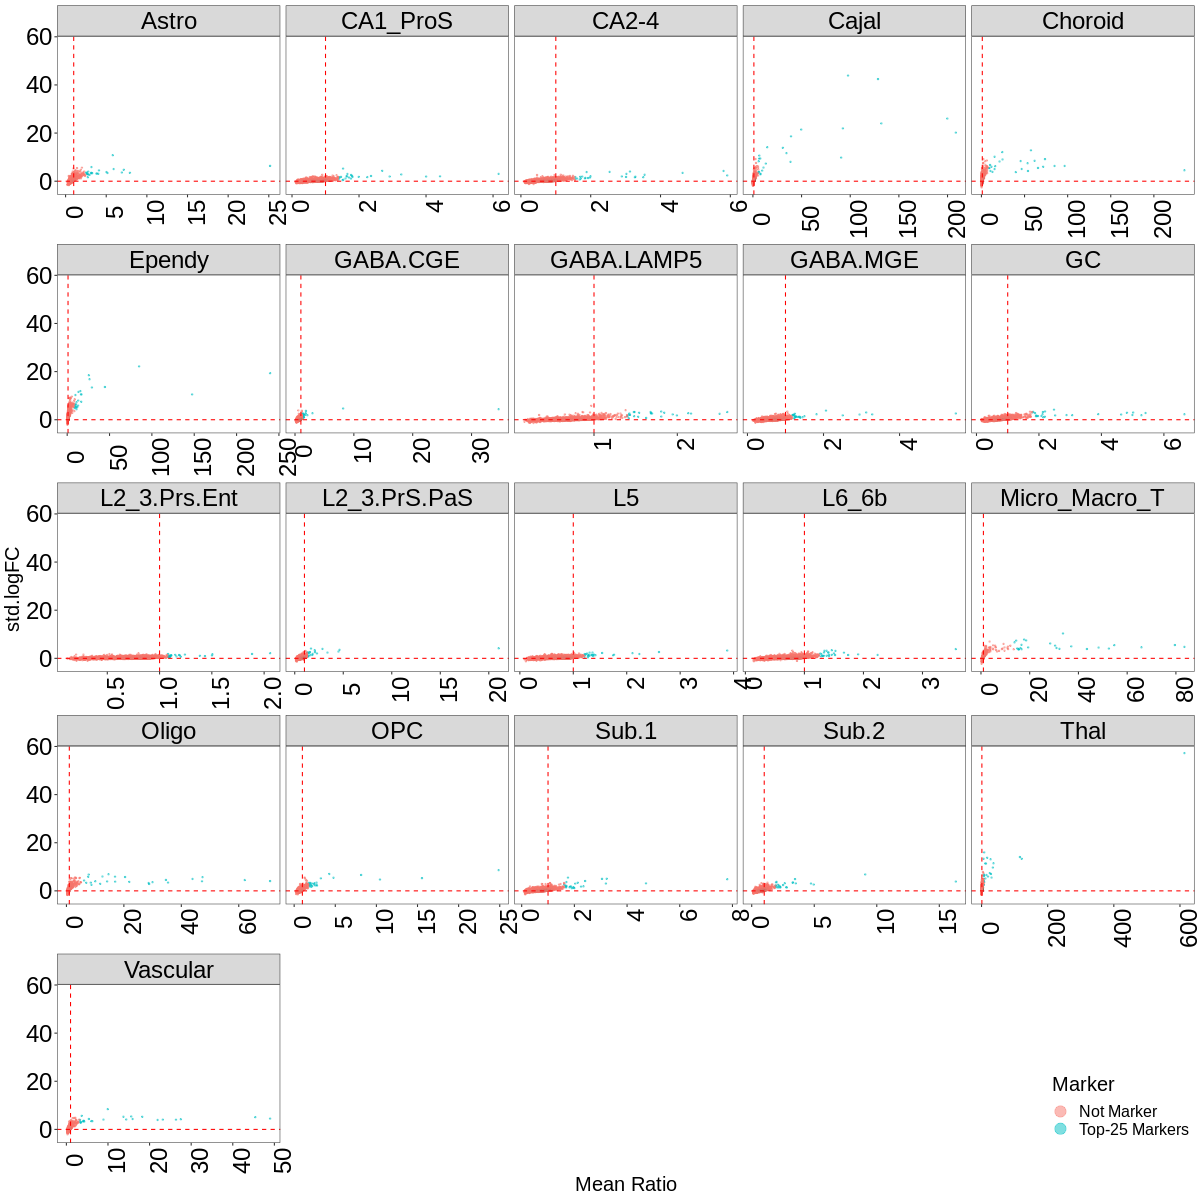 Astro CA1_ProS CA2-4 Cajal Choroid
60
40
20
0
0 5 10 15 20 25 0 2 4 6 0 2 4 6 0 50 100 150 200 0 50 100 150 200
Ependy GABA.CGE GABA.LAMP5 GABA.MGE GC
60
40
20
0
0 50 100 150 200 250 0 10 20 30 1 2 0 2 4 0 2 4 6
L2_3.Prs.Ent L2_3.PrS.PaS L5 L6_6b Micro_Macro_T
60
40
20
0
0.5 1.0 1.5 2.0 0 5 10 15 20 0 1 2 3 4 0 1 2 3 0 20 40 60 80
std.logFC
Oligo OPC Sub.1 Sub.2 Thal
60
40
20
0
0 20 40 60 0 5 10 15 20 25 0 2 4 6 8 0 5 10 15 0 200 400 600
Vascular
60
40
20
0
0 10 20 30 40 50
Mean Ratio
Marker
Not Marker
Top-25 Markers